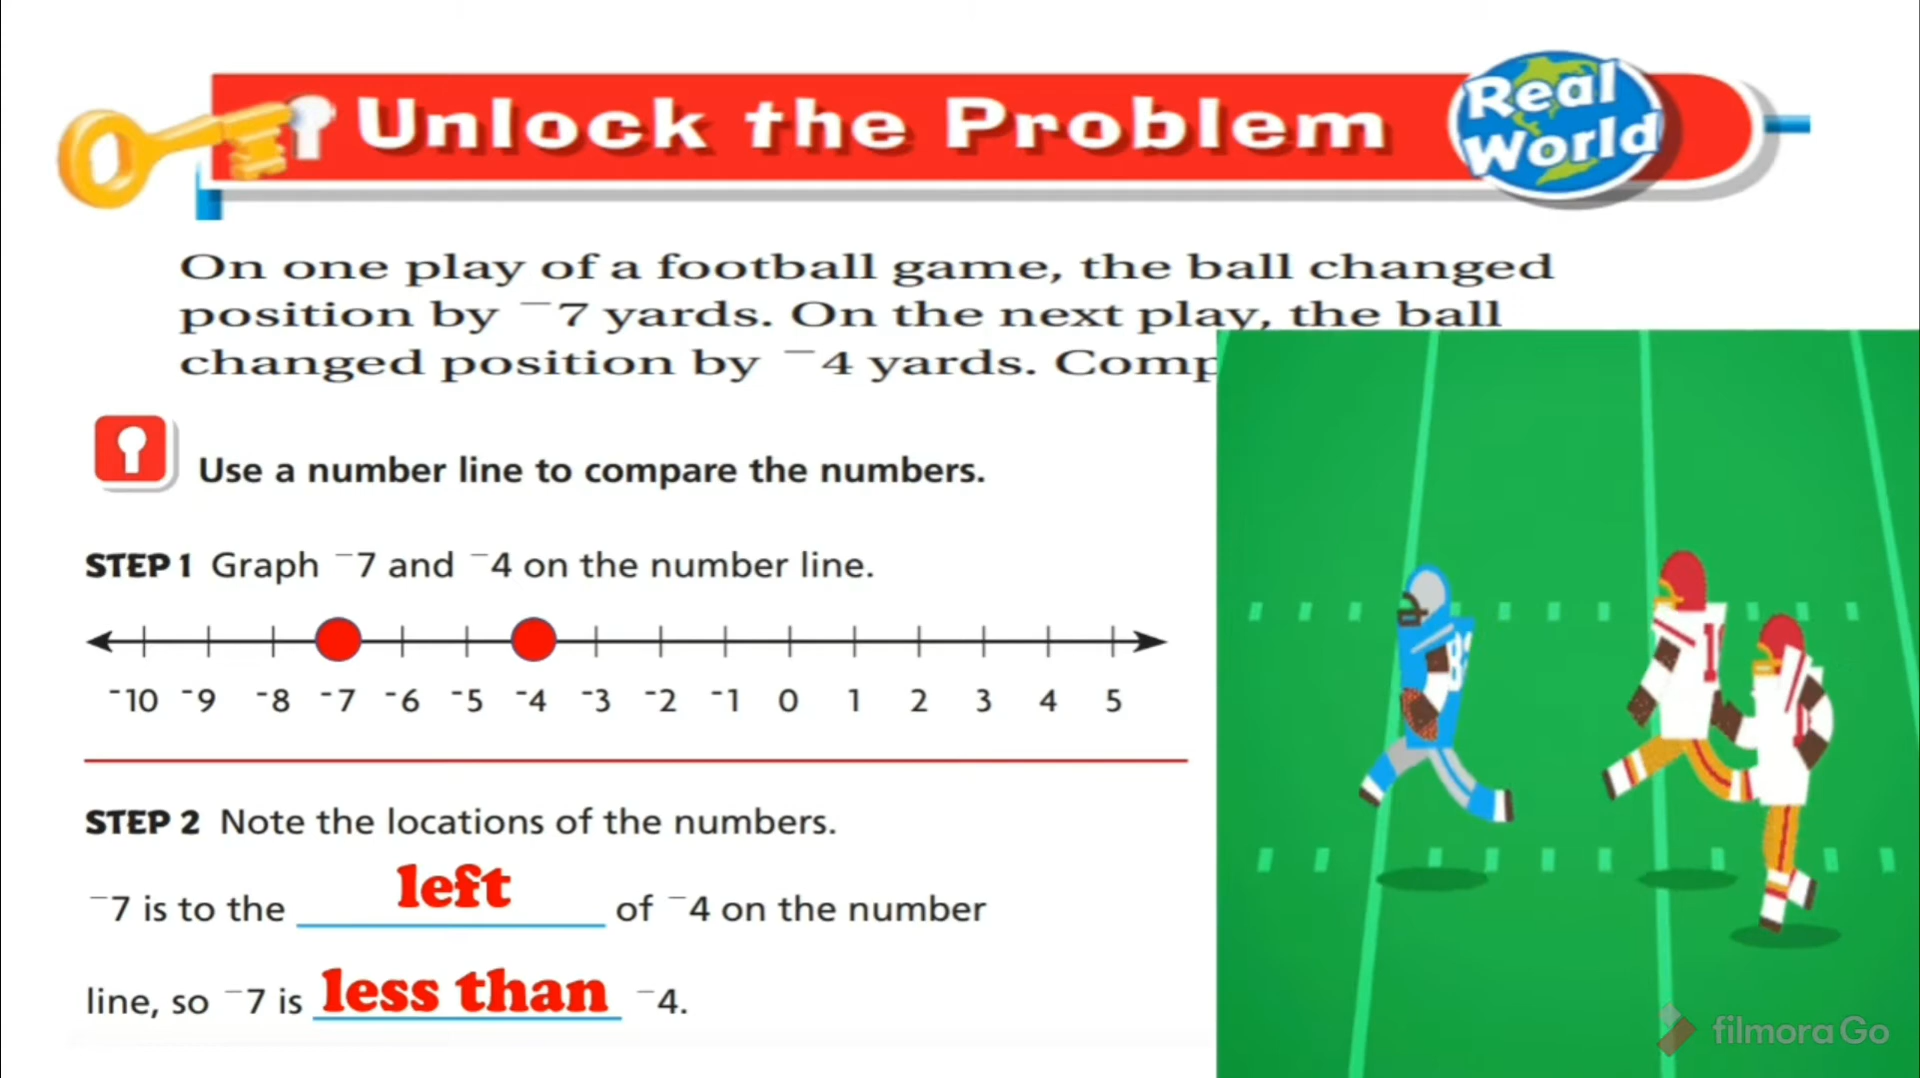 Unlock the Problem
Real
World
On one play of a football game, the ball changed
position by ⁻7 yards. On the next play, the ball
changed position by ⁻4 yards.
Use a number line to compare the numbers.
STEP 1 Graph ⁻7 and ⁻4 on the number line.
⁻10 ⁻9 ⁻8 ⁻7 ⁻6 ⁻5 ⁻4 ⁻3 ⁻2 ⁻1 0 1 2 3 4 5
STEP 2 Note the locations of the numbers.
⁻7 is to the left of ⁻4 on the number
line, so ⁻7 is less than ⁻4.
filmoraGo